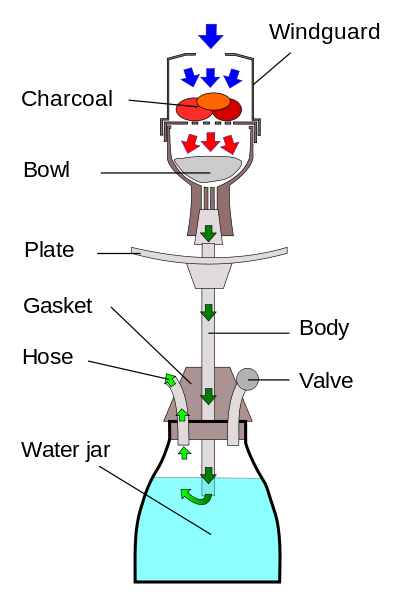 Windguard
Charcoal
Bowl
Plate
Gasket
Body
Hose
Valve
Water jar